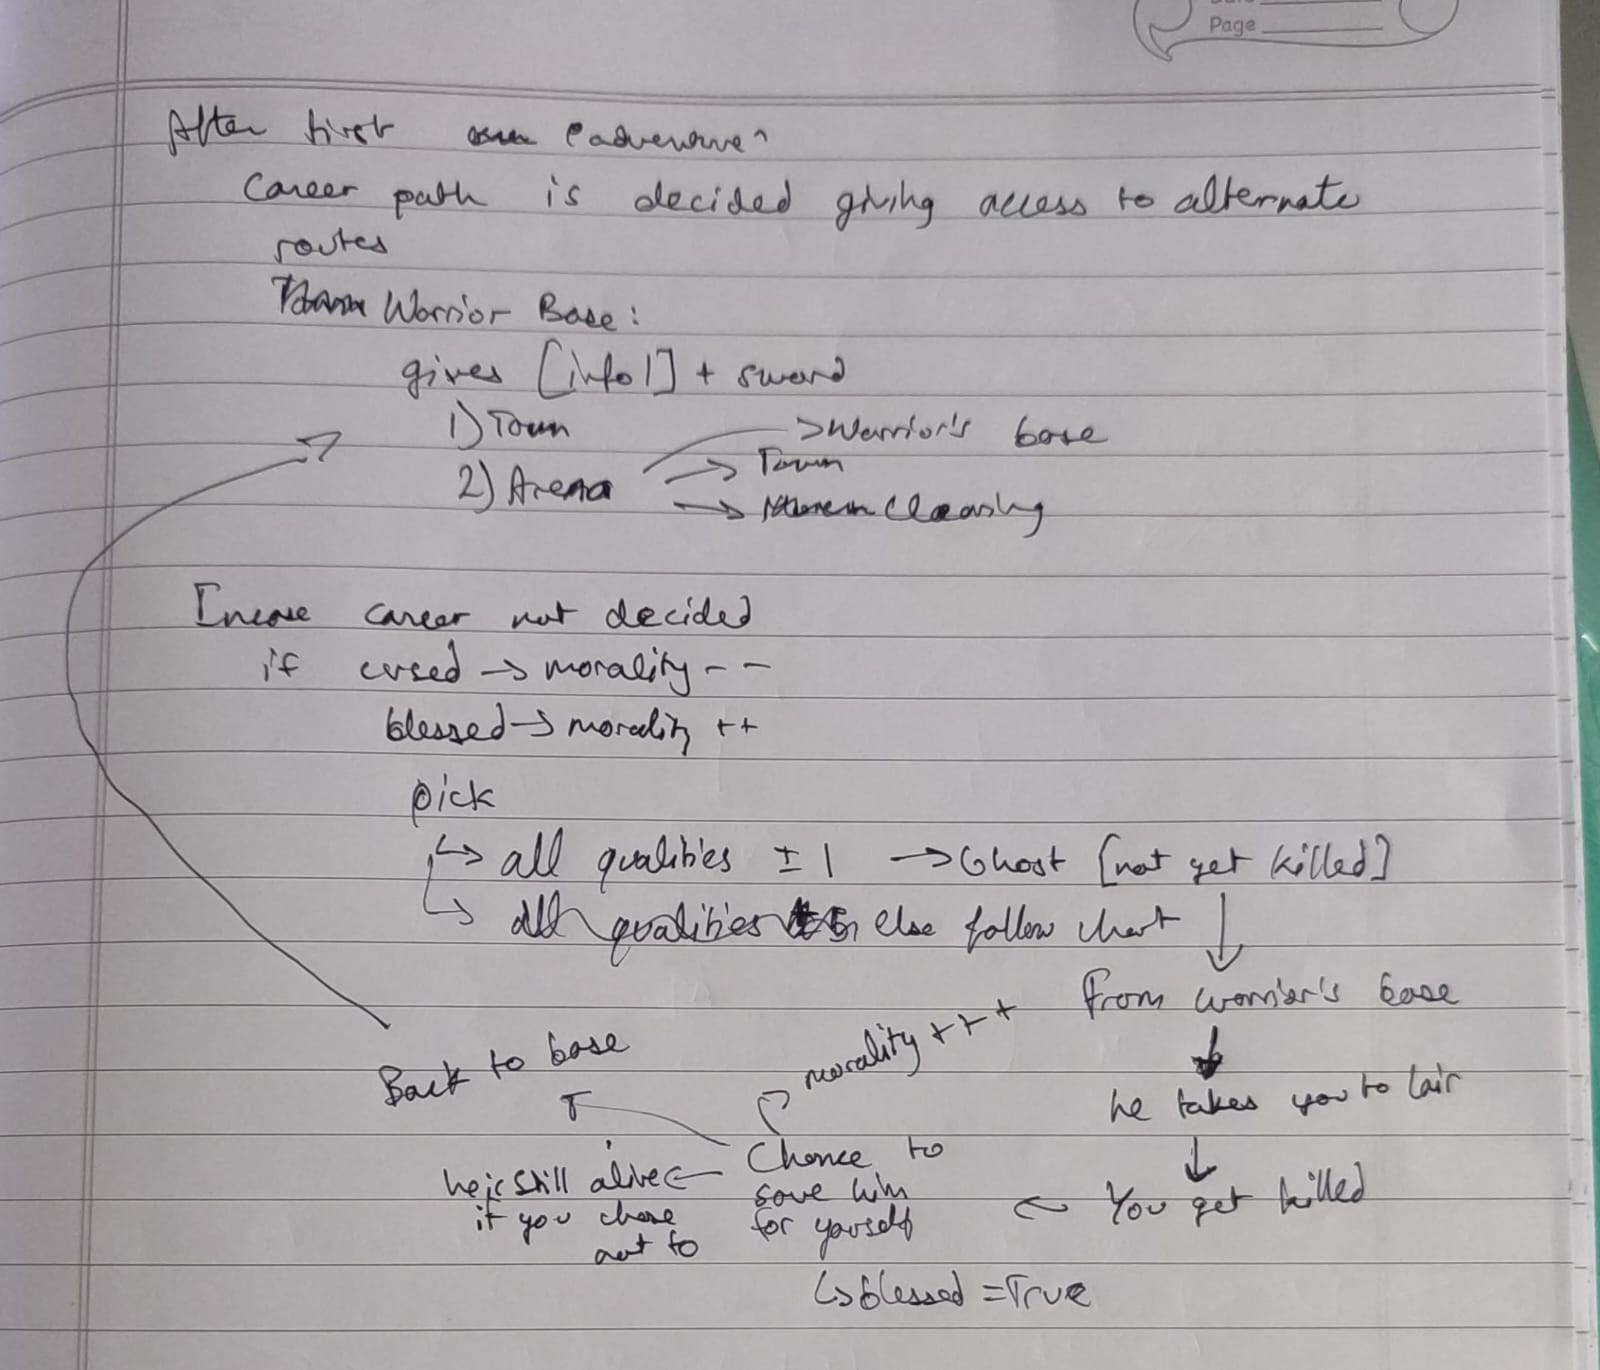 Page
After first
Career path is decided giving access to alternate
routes
Warrior Base:
gives [info1] + sword
1) Town
2) Arena → Warrior's base
→ Town
→ Clearing
Incase career not decided
if cursed → morality - -
blessed → morality ++
pick
↳ all qualities ± 1 → Ghost [not yet killed]
↳ all qualities else follow chart
From warrior's base
he takes you to lair
You get killed
Chance to
save him
for yourself
↳ blessed = True
morality +++
Back to base
he is still alive
if you chose
not to